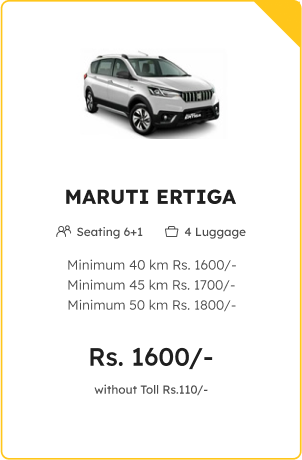 ERTIGA
MARUTI ERTIGA
Seating 6+1 4 Luggage
Minimum 40 km Rs. 1600/-
Minimum 45 km Rs. 1700/-
Minimum 50 km Rs. 1800/-
Rs. 1600/-
without Toll Rs.110/-